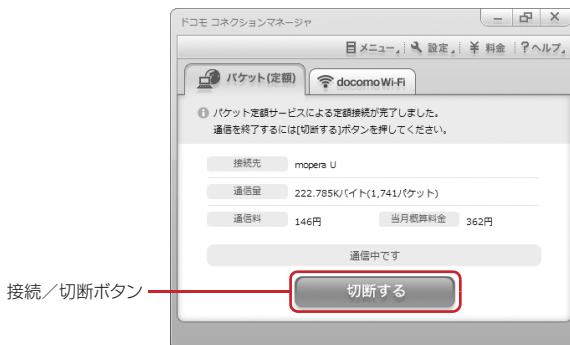 ドコモ コネクションマネージャ
メニュー 設定 ¥ 料金 ? ヘルプ
パケット(定額) docomo Wi-Fi
パケット定額サービスによる定額接続が完了しました。
通信を終了するには[切断する]ボタンを押してください。
接続先 mopera U
通信量 222.785Kバイト(1,741パケット)
通信料 146円 当月概算料金 362円
通信中です
接続／切断ボタン 切断する